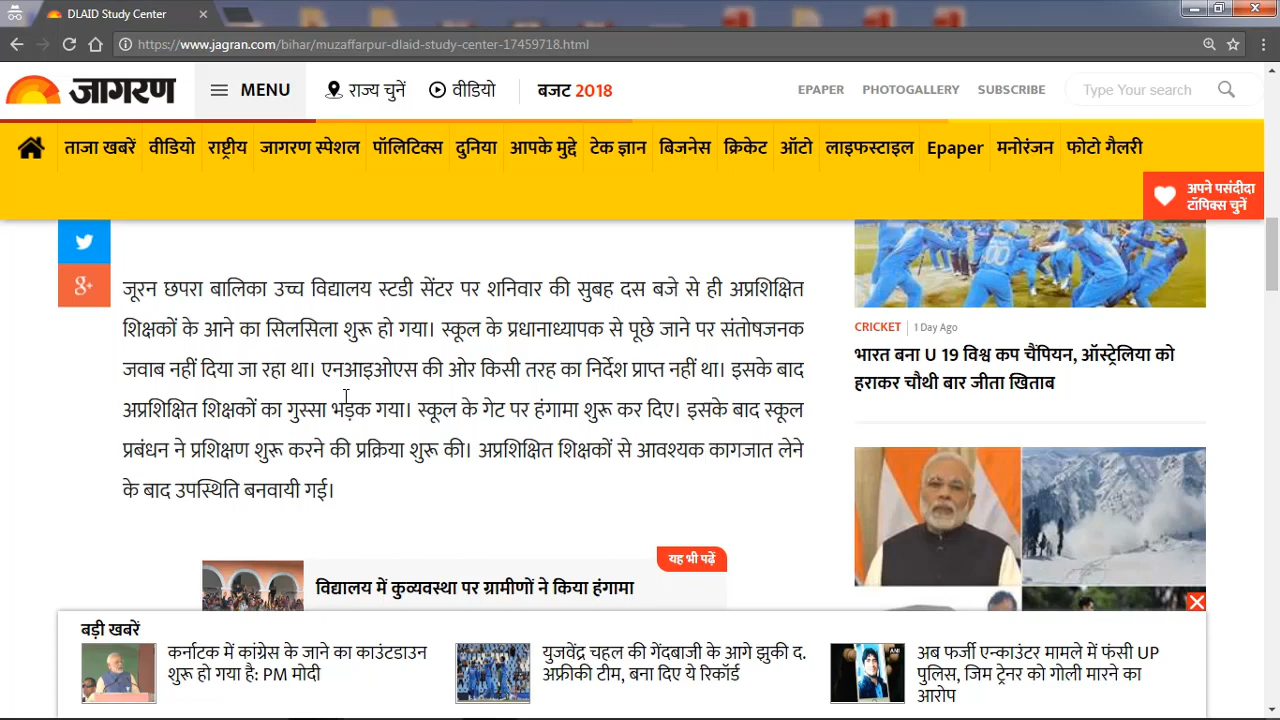 DLAID Study Center
https://www.jagran.com/bihar/muzaffarpur-dlaid-study-center-17459718.html
जागरण MENU राज्य चुनें वीडियो बजट 2018 EPAPER PHOTOGALLERY SUBSCRIBE Type Your search
ताजा खबरें वीडियो राष्ट्रीय जागरण स्पेशल पॉलिटिक्स दुनिया आपके मुद्दे टेक ज्ञान बिजनेस क्रिकेट ऑटो लाइफस्टाइल Epaper मनोरंजन फोटो गैलरी
अपने पसंदीदा
टॉपिक्स चुनें
जूरन छपरा बालिका उच्च विद्यालय स्टडी सेंटर पर शनिवार की सुबह दस बजे से ही अप्रशिक्षित
शिक्षकों के आने का सिलसिला शुरू हो गया। स्कूल के प्रधानाध्यापक से पूछे जाने पर संतोषजनक
जवाब नहीं दिया जा रहा था। एनआइओएस की ओर किसी तरह का निर्देश प्राप्त नहीं था। इसके बाद
अप्रशिक्षित शिक्षकों का गुस्सा भड़क गया। स्कूल के गेट पर हंगामा शुरू कर दिए। इसके बाद स्कूल
प्रबंधन ने प्रशिक्षण शुरू करने की प्रक्रिया शुरू की। अप्रशिक्षित शिक्षकों से आवश्यक कागजात लेने
के बाद उपस्थिति बनवायी गई।
यह भी पढ़ें
विद्यालय में कुव्यवस्था पर ग्रामीणों ने किया हंगामा
CRICKET | 1 Day Ago
भारत बना U 19 विश्व कप चैंपियन, ऑस्ट्रेलिया को
हराकर चौथी बार जीता खिताब
बड़ी खबरें
कर्नाटक में कांग्रेस के जाने का काउंटडाउन
शुरू हो गया है: PM मोदी
युजवेंद्र चहल की गेंदबाजी के आगे झुकी द.
अफ्रीकी टीम, बना दिए ये रिकॉर्ड
अब फर्जी एन्काउंटर मामले में फंसी UP
पुलिस, जिम ट्रेनर को गोली मारने का
आरोप